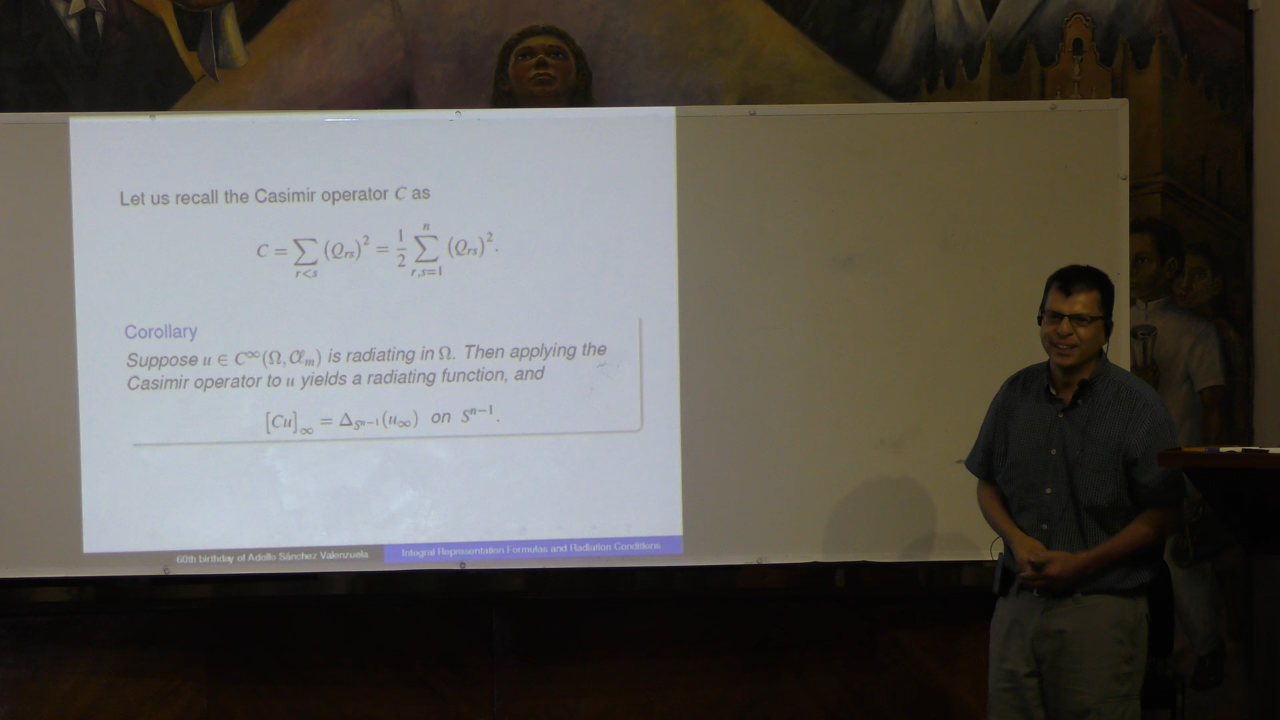 Let us recall the Casimir operator C as
C = ∑_{r<s} (Q_{rs})² = 1/2 ∑_{r,s=1}^{n} (Q_{rs})².
Corollary
Suppose u ∈ C^∞(Ω, Cℓ_m) is radiating in Ω. Then applying the
Casimir operator to u yields a radiating function, and
[Cu]_∞ = Δ_{S^{n−1}}(u_∞) on S^{n−1}.
60th birthday of Adolfo Sánchez Valenzuela Integral Representation Formulas and Radiation Conditions